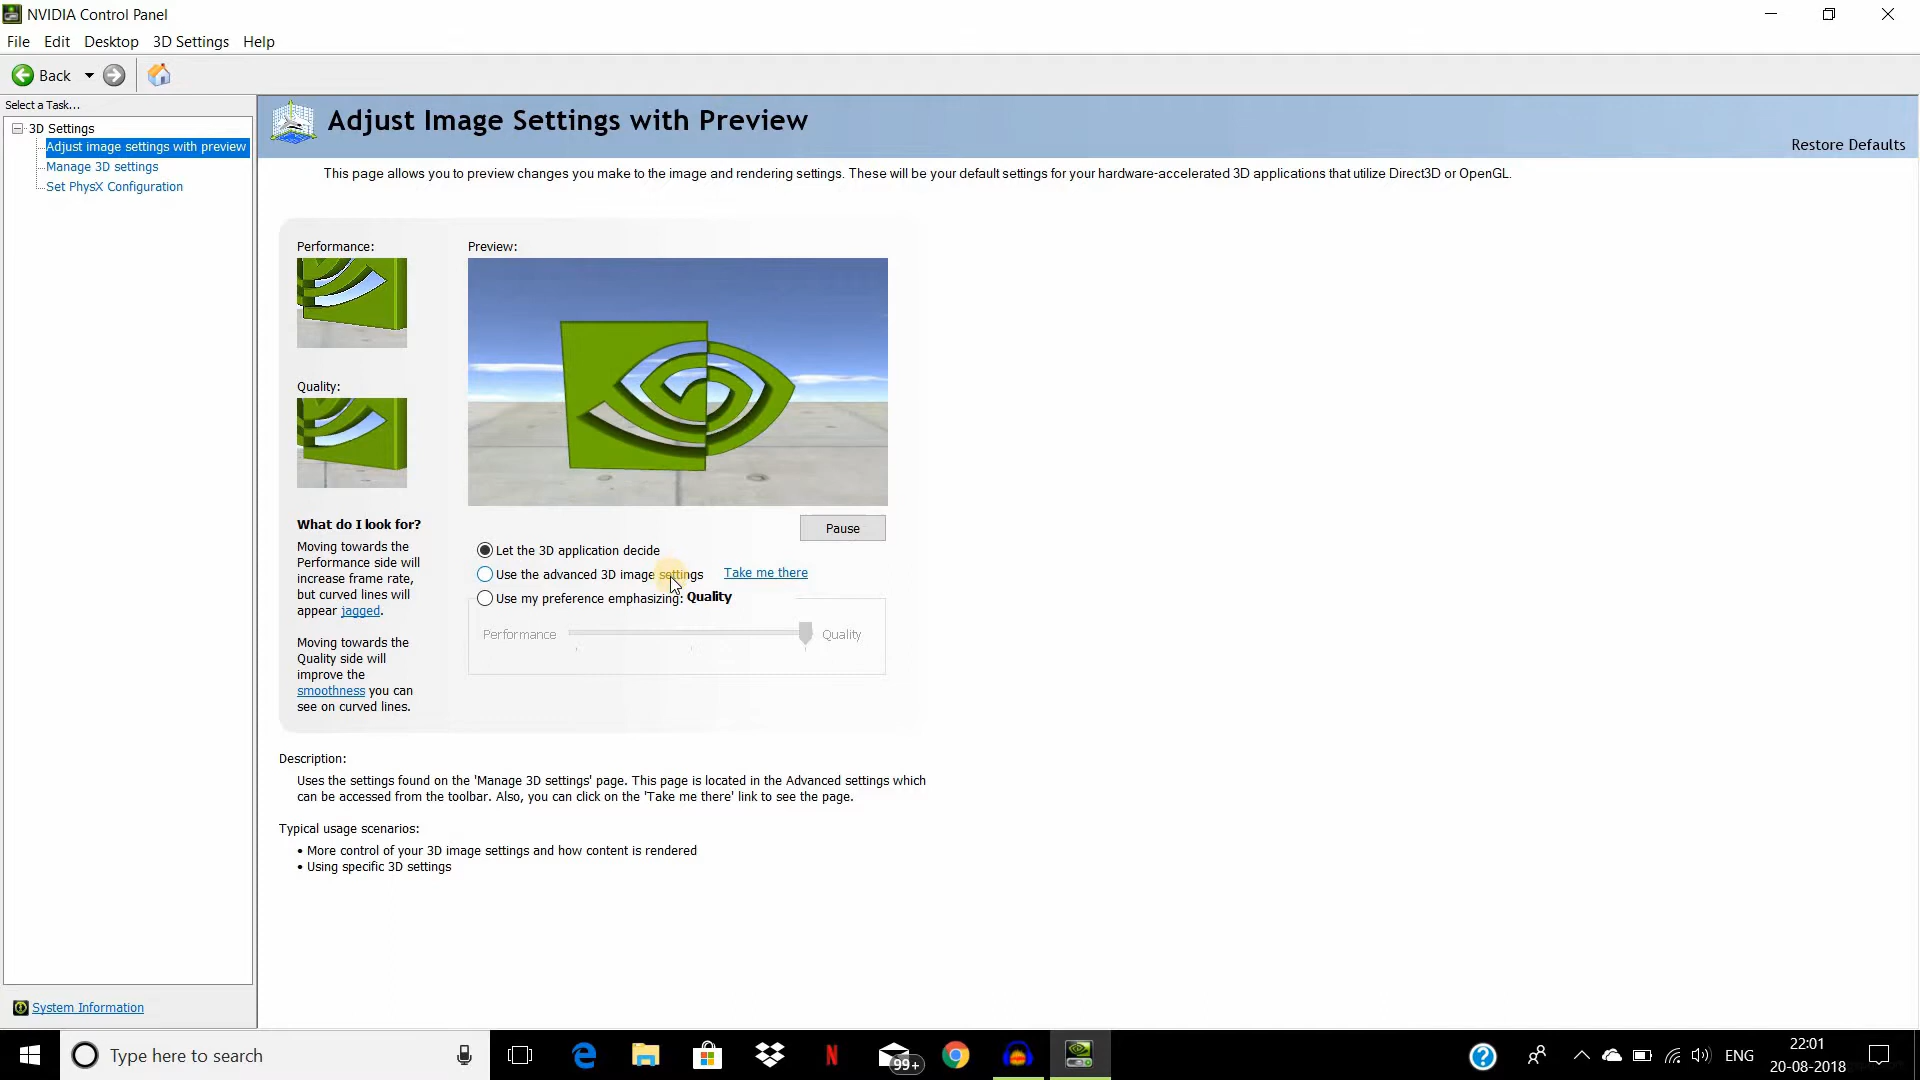 NVIDIA Control Panel
File Edit Desktop 3D Settings Help
Back
Select a Task...
3D Settings
Adjust image settings with preview
Manage 3D settings
Set PhysX Configuration
System Information
Adjust Image Settings with Preview
Restore Defaults
This page allows you to preview changes you make to the image and rendering settings. These will be your default settings for your hardware-accelerated 3D applications that utilize Direct3D or OpenGL.
Performance:
Quality:
What do I look for?
Moving towards the
Performance side will
increase frame rate,
but curved lines will
appear jagged.
Moving towards the
Quality side will
improve the
smoothness you can
see on curved lines.
Preview:
Pause
Let the 3D application decide
Use the advanced 3D image settings Take me there
Use my preference emphasizing: Quality
Performance Quality
Description:
Uses the settings found on the 'Manage 3D settings' page. This page is located in the Advanced settings which
can be accessed from the toolbar. Also, you can click on the 'Take me there' link to see the page.
Typical usage scenarios:
• More control of your 3D image settings and how content is rendered
• Using specific 3D settings
Type here to search
99+
ENG
22:01
20-08-2018